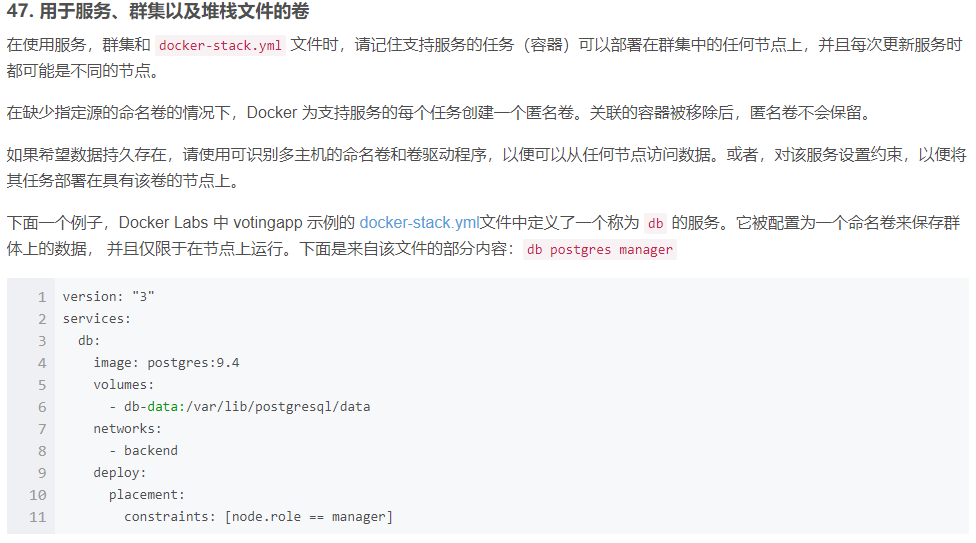 47. 用于服务、群集以及堆栈文件的卷
在使用服务，群集和 docker-stack.yml 文件时，请记住支持服务的任务（容器）可以部署在群集中的任何节点上，并且每次更新服务时
都可能是不同的节点。
在缺少指定源的命名卷的情况下，Docker 为支持服务的每个任务创建一个匿名卷。关联的容器被移除后，匿名卷不会保留。
如果希望数据持久存在，请使用可识别多主机的命名卷和卷驱动程序，以便可以从任何节点访问数据。或者，对该服务设置约束，以便将
其任务部署在具有该卷的节点上。
下面一个例子，Docker Labs 中 votingapp 示例的 docker-stack.yml文件中定义了一个称为 db 的服务。它被配置为一个命名卷来保存群
体上的数据， 并且仅限于在节点上运行。下面是来自该文件的部分内容： db postgres manager
1 version: "3"
2 services:
3   db:
4     image: postgres:9.4
5     volumes:
6       - db-data:/var/lib/postgresql/data
7     networks:
8       - backend
9     deploy:
10       placement:
11         constraints: [node.role == manager]